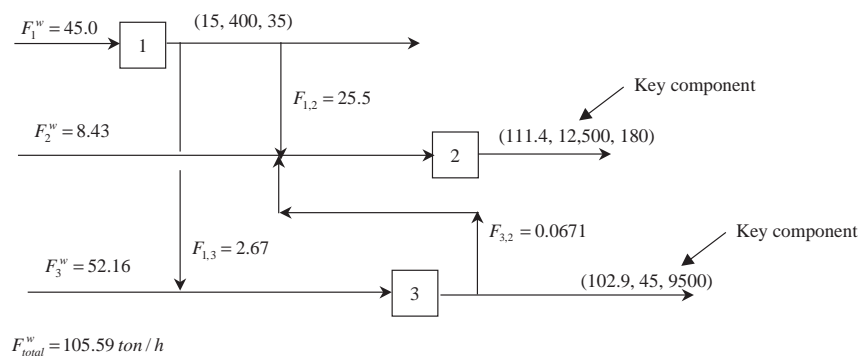 F_1^w = 45.0
1
(15, 400, 35)
F_{1,2} = 25.5
Key component
F_2^w = 8.43
2
(111.4, 12,500, 180)
F_{1,3} = 2.67
F_{3,2} = 0.0671
Key component
F_3^w = 52.16
3
(102.9, 45, 9500)
F_{total}^w = 105.59 ton / h